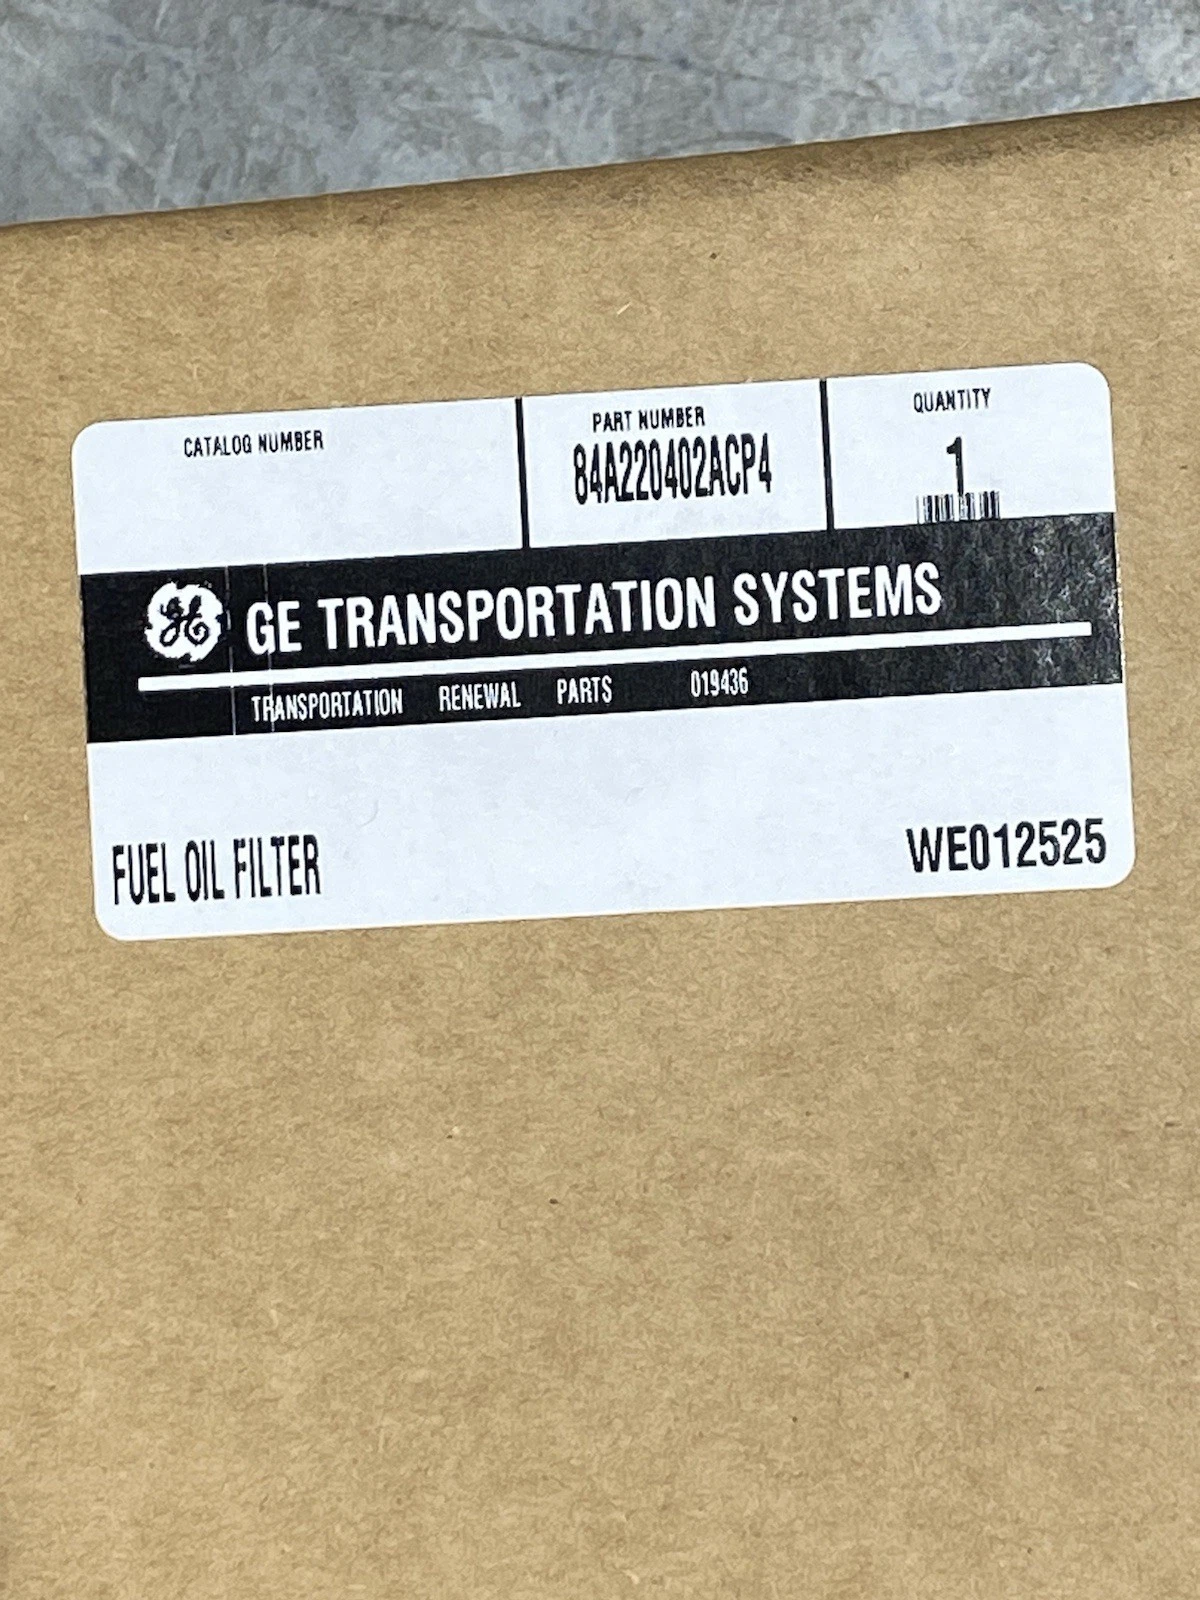 CATALOG NUMBER
PART NUMBER
84A220402ACP4
QUANTITY
1
GE TRANSPORTATION SYSTEMS
TRANSPORTATION RENEWAL PARTS 019436
FUEL OIL FILTER
WE012525